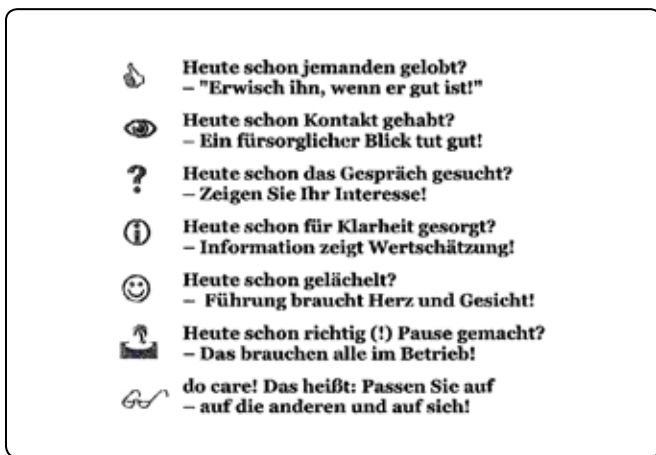 Heute schon jemanden gelobt?
– "Erwisch ihn, wenn er gut ist!"
Heute schon Kontakt gehabt?
– Ein fürsorglicher Blick tut gut!
Heute schon das Gespräch gesucht?
– Zeigen Sie Ihr Interesse!
Heute schon für Klarheit gesorgt?
– Information zeigt Wertschätzung!
Heute schon gelächelt?
– Führung braucht Herz und Gesicht!
Heute schon richtig (!) Pause gemacht?
– Das brauchen alle im Betrieb!
do care! Das heißt: Passen Sie auf
– auf die anderen und auf sich!